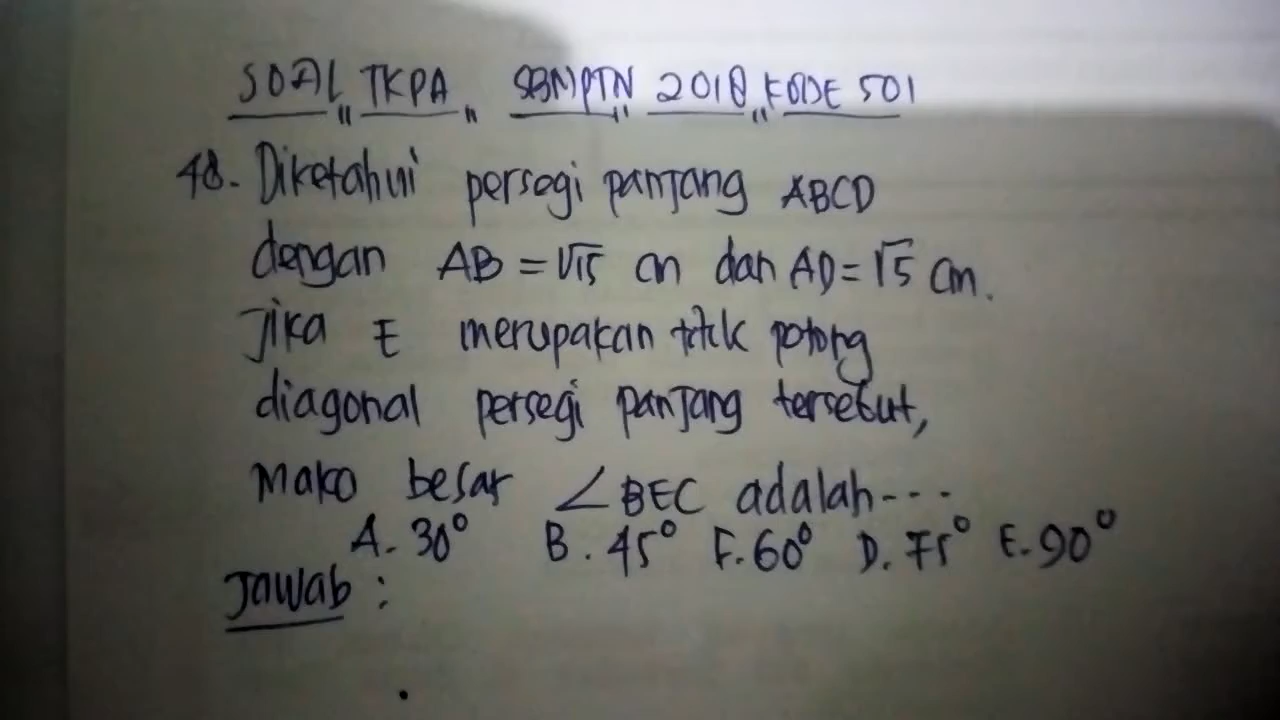 SOAL TKPA SBMPTN 2018 KODE 501
48. Diketahui persegi panjang ABCD
dengan AB = √15 cm dan AD = √5 cm.
Jika E merupakan titik potong
diagonal persegi panjang tersebut,
maka besar ∠BEC adalah ....
A. 30° B. 45° F. 60° D. 75° E. 90°
Jawab :